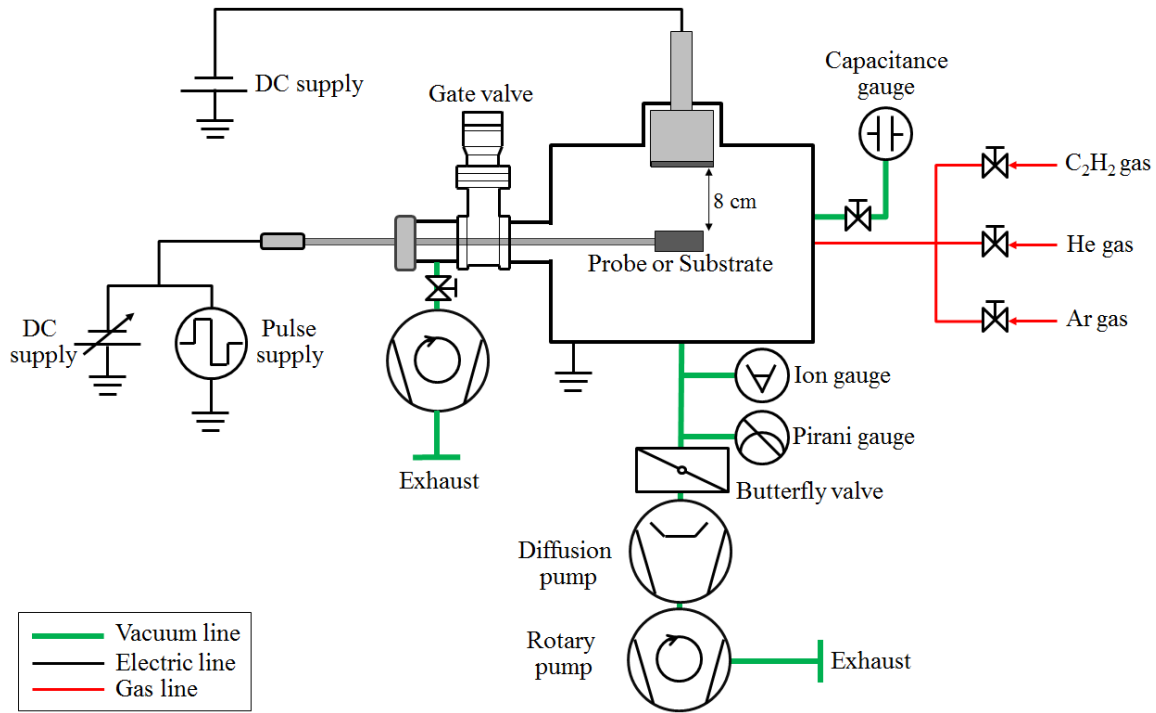 DC supply
Gate valve
Capacitance
gauge
C₂H₂ gas
8 cm
He gas
Probe or Substrate
DC
supply
Pulse
supply
Ar gas
Ion gauge
Pirani gauge
Exhaust
Butterfly valve
Diffusion
pump
Vacuum line
Electric line
Gas line
Rotary
pump
Exhaust